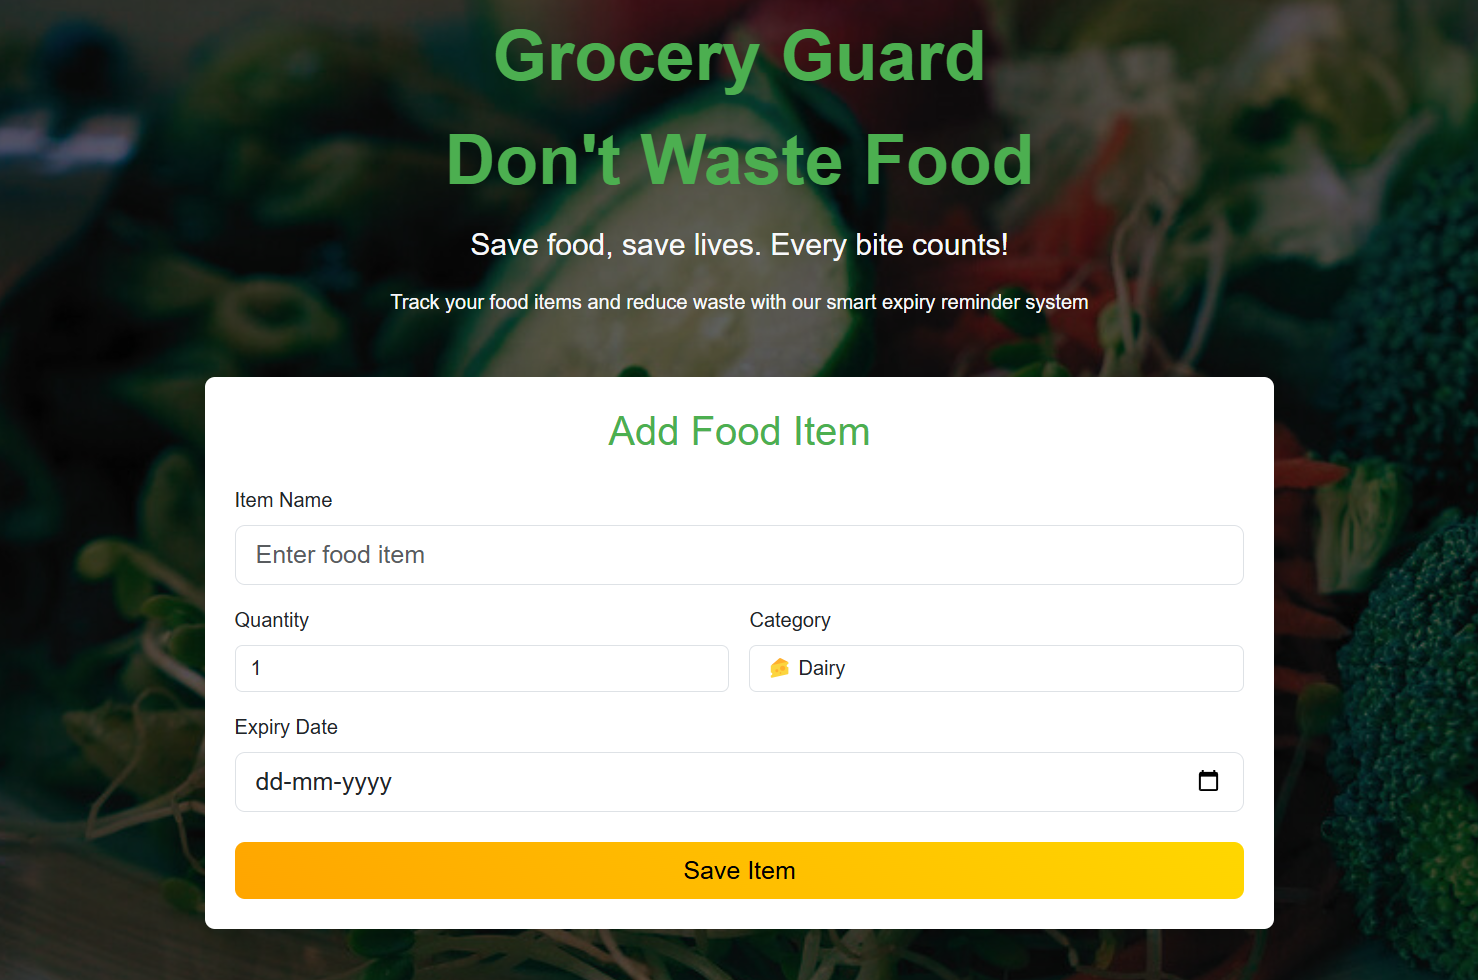 Grocery Guard
Don't Waste Food
Save food, save lives. Every bite counts!
Track your food items and reduce waste with our smart expiry reminder system
Add Food Item
Item Name
Enter food item
Quantity
Category
1
🧀 Dairy
Expiry Date
dd-mm-yyyy
Save Item